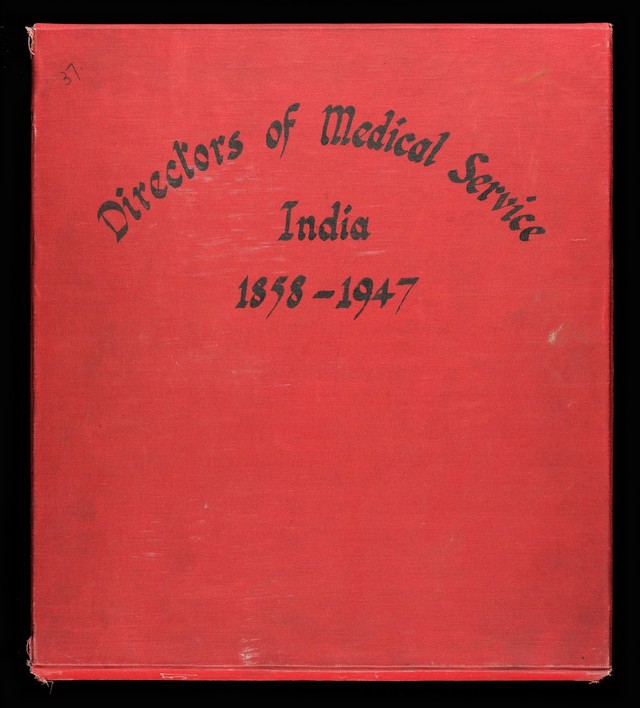 37.
Directors of Medical Service
India
1858-1947